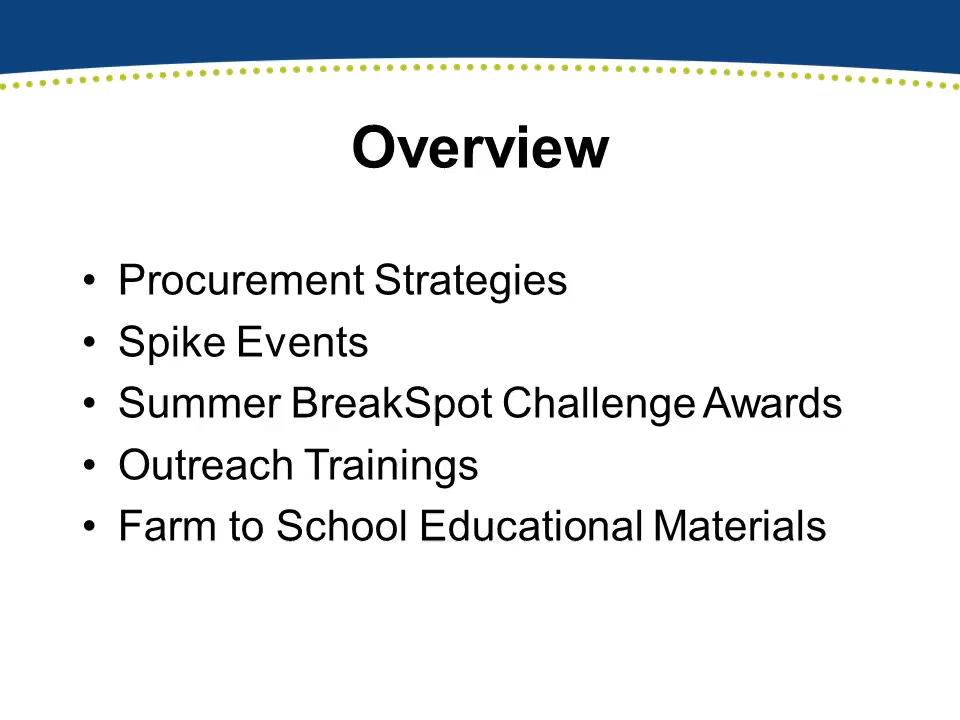 Overview
• Procurement Strategies
• Spike Events
• Summer BreakSpot Challenge Awards
• Outreach Trainings
• Farm to School Educational Materials